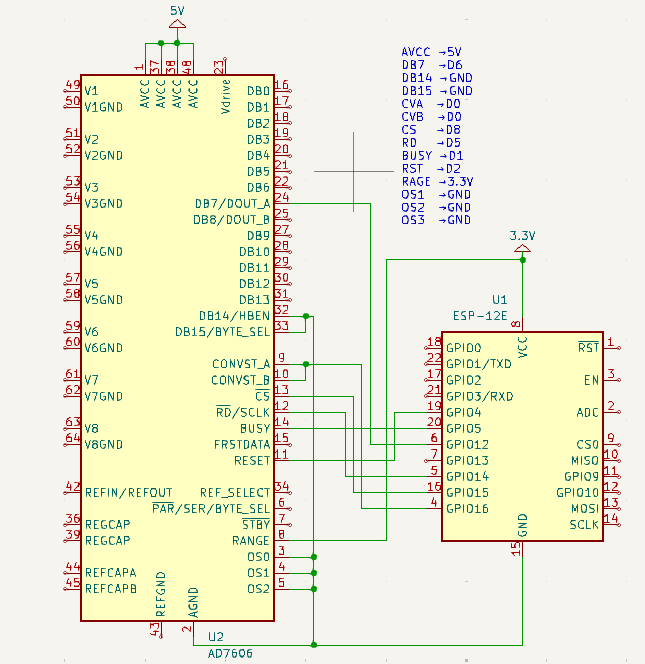 5V
1 AVCC
37 AVCC
38 AVCC
48 AVCC
23 Vdrive
49 V1
50 V1GND
51 V2
52 V2GND
53 V3
54 V3GND
55 V4
56 V4GND
57 V5
58 V5GND
59 V6
60 V6GND
61 V7
62 V7GND
63 V8
64 V8GND
42 REFIN/REFOUT
36 REGCAP
39 REGCAP
44 REFCAPA
45 REFCAPB
DB0 16
DB1 17
DB2 18
DB3 19
DB4 20
DB5 21
DB6 22
DB7/DOUT_A 24
DB8/DOUT_B 25
DB9 27
DB10 28
DB11 29
DB12 30
DB13 31
DB14/HBEN 32
DB15/BYTE_SEL 33
CONVST_A 9
CONVST_B 10
CS 13
RD/SCLK 12
BUSY 14
FRSTDATA 15
RESET 11
REF_SELECT 34
PAR/SER/BYTE_SEL 6
STBY 7
RANGE 8
OS0 3
OS1 4
OS2 5
43 REFGND
2 AGND
U2
AD7606
AVCC →5V
DB7 →D6
DB14 →GND
DB15 →GND
CVA →D0
CVB →D0
CS →D8
RD →D5
BUSY →D1
RST →D2
RAGE →3.3V
OS1 →GND
OS2 →GND
OS3 →GND
3.3V
U1
ESP-12E
8 VCC
18 GPIO0
22 GPIO1/TXD
17 GPIO2
21 GPIO3/RXD
19 GPIO4
20 GPIO5
6 GPIO12
7 GPIO13
5 GPIO14
16 GPIO15
4 GPIO16
RST 1
EN 3
ADC 2
CS0 9
MISO 10
GPIO9 11
GPIO10 12
MOSI 13
SCLK 14
15 GND